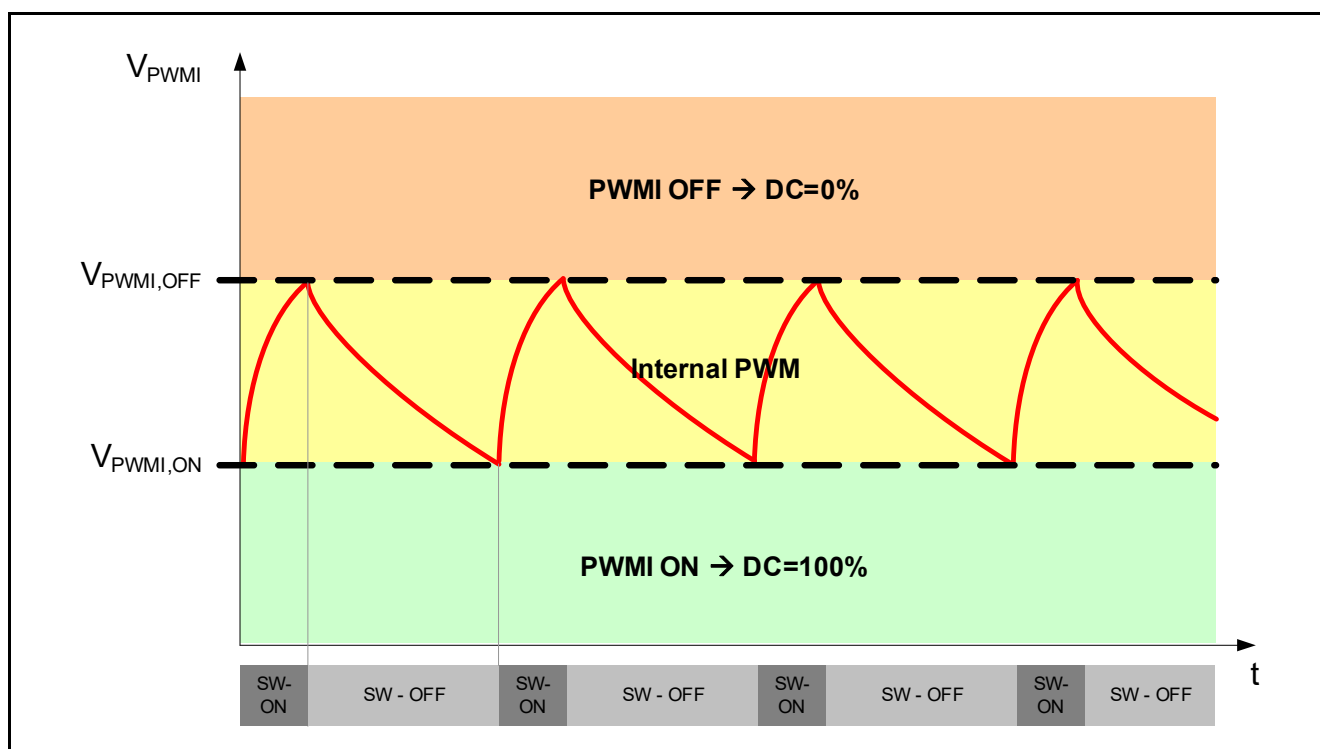 VPWMI
PWMI OFF → DC=0%
VPWMI,OFF
Internal PWM
VPWMI,ON
PWMI ON → DC=100%
t
SW-
ON
SW - OFF
SW-
ON
SW - OFF
SW-
ON
SW - OFF
SW-
ON
SW - OFF